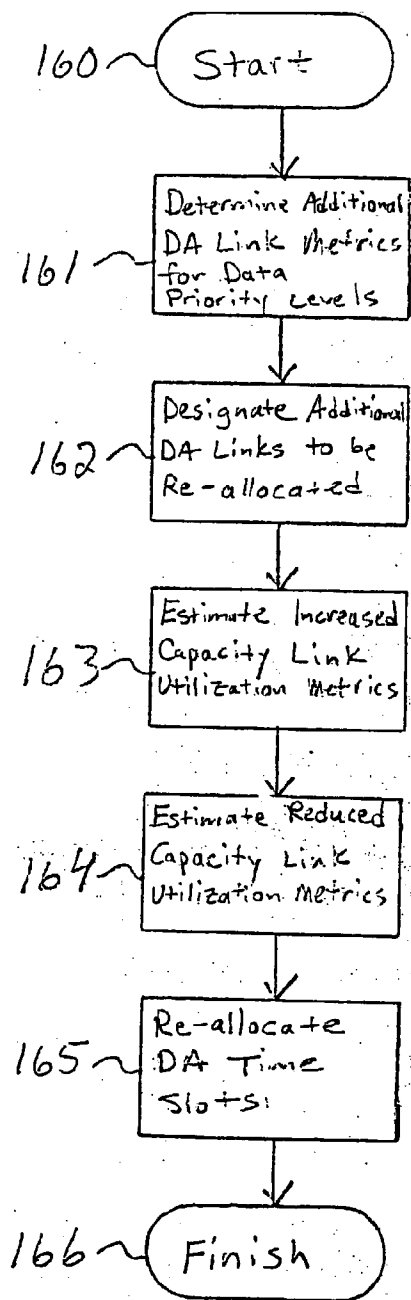 160
Start
161
Determine Additional
DA Link Metrics
for Data
Priority Levels
162
Designate Additional
DA Links to be
Re-allocated
163
Estimate Increased
Capacity Link
Utilization Metrics
164
Estimate Reduced
Capacity Link
Utilization Metrics
165
Re-allocate
DA Time
Slots
166
Finish